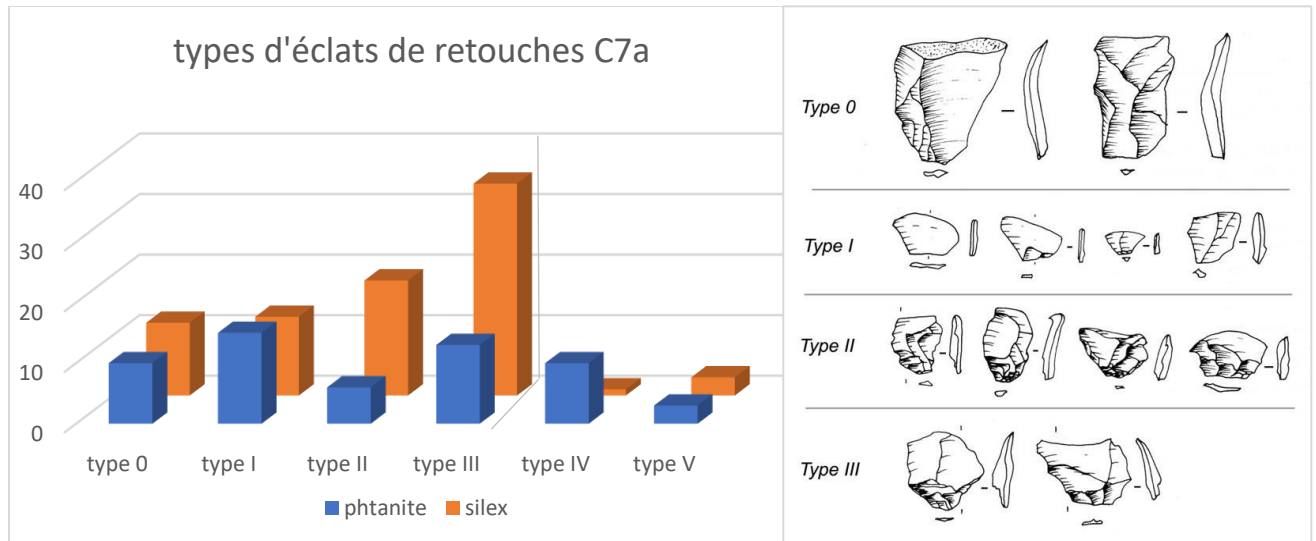 types d'éclats de retouches C7a
40
30
20
10
0
type 0 type I type II type III type IV type V
phtanite silex
Type 0
Type I
Type II
Type III